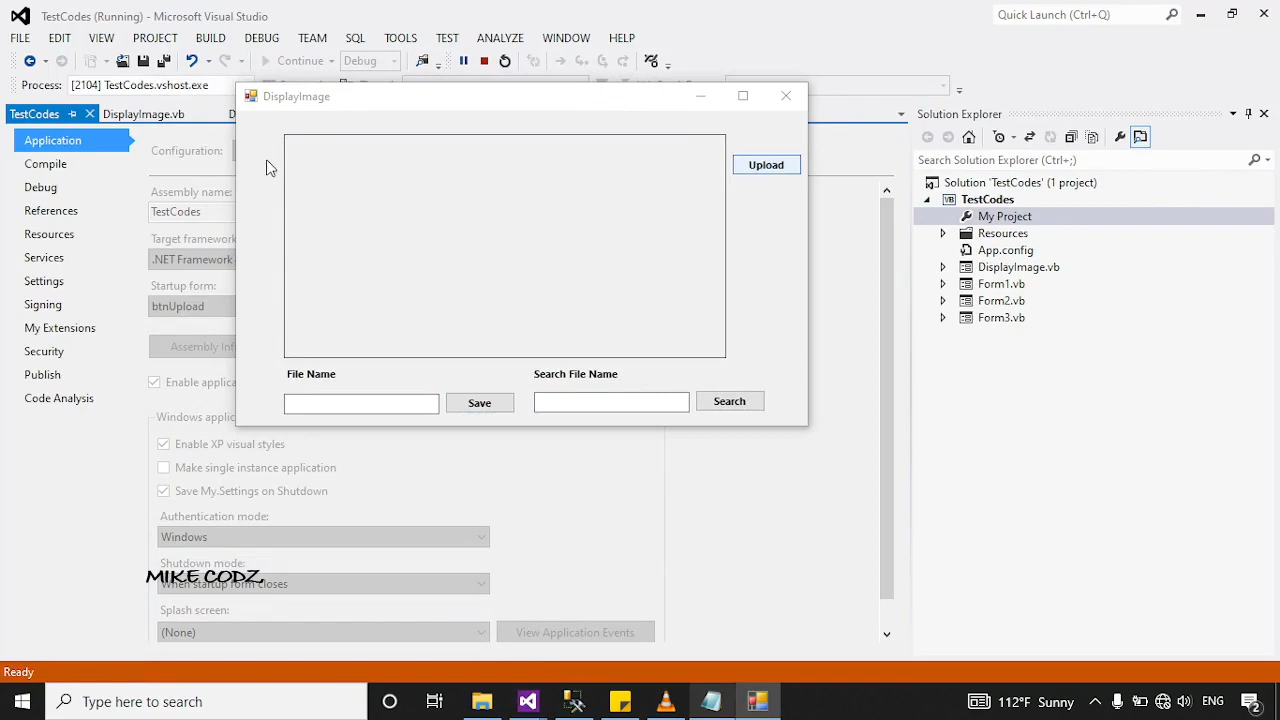 TestCodes (Running) - Microsoft Visual Studio
Quick Launch (Ctrl+Q)
FILE EDIT VIEW PROJECT BUILD DEBUG TEAM SQL TOOLS TEST ANALYZE WINDOW HELP
Continue Debug
Process: [2104] TestCodes.vshost.exe
DisplayImage
TestCodes DisplayImage.vb D
Solution Explorer
Application
Compile
Debug
References
Resources
Services
Settings
Signing
My Extensions
Security
Publish
Code Analysis
Configuration:
Assembly name:
TestCodes
Target framework
.NET Framework
Startup form:
btnUpload
Assembly Inf
Enable applica
Windows applic
Enable XP visual styles
Make single instance application
Save My.Settings on Shutdown
Authentication mode:
Windows
Shutdown mode:
When startup form closes
MIKE CODZ,
Splash screen:
(None) View Application Events
Upload
File Name Search File Name
Save Search
Search Solution Explorer (Ctrl+;)
Solution 'TestCodes' (1 project)
VB TestCodes
My Project
Resources
App.config
DisplayImage.vb
Form1.vb
Form2.vb
Form3.vb
Ready
Type here to search
112°F Sunny ENG 2